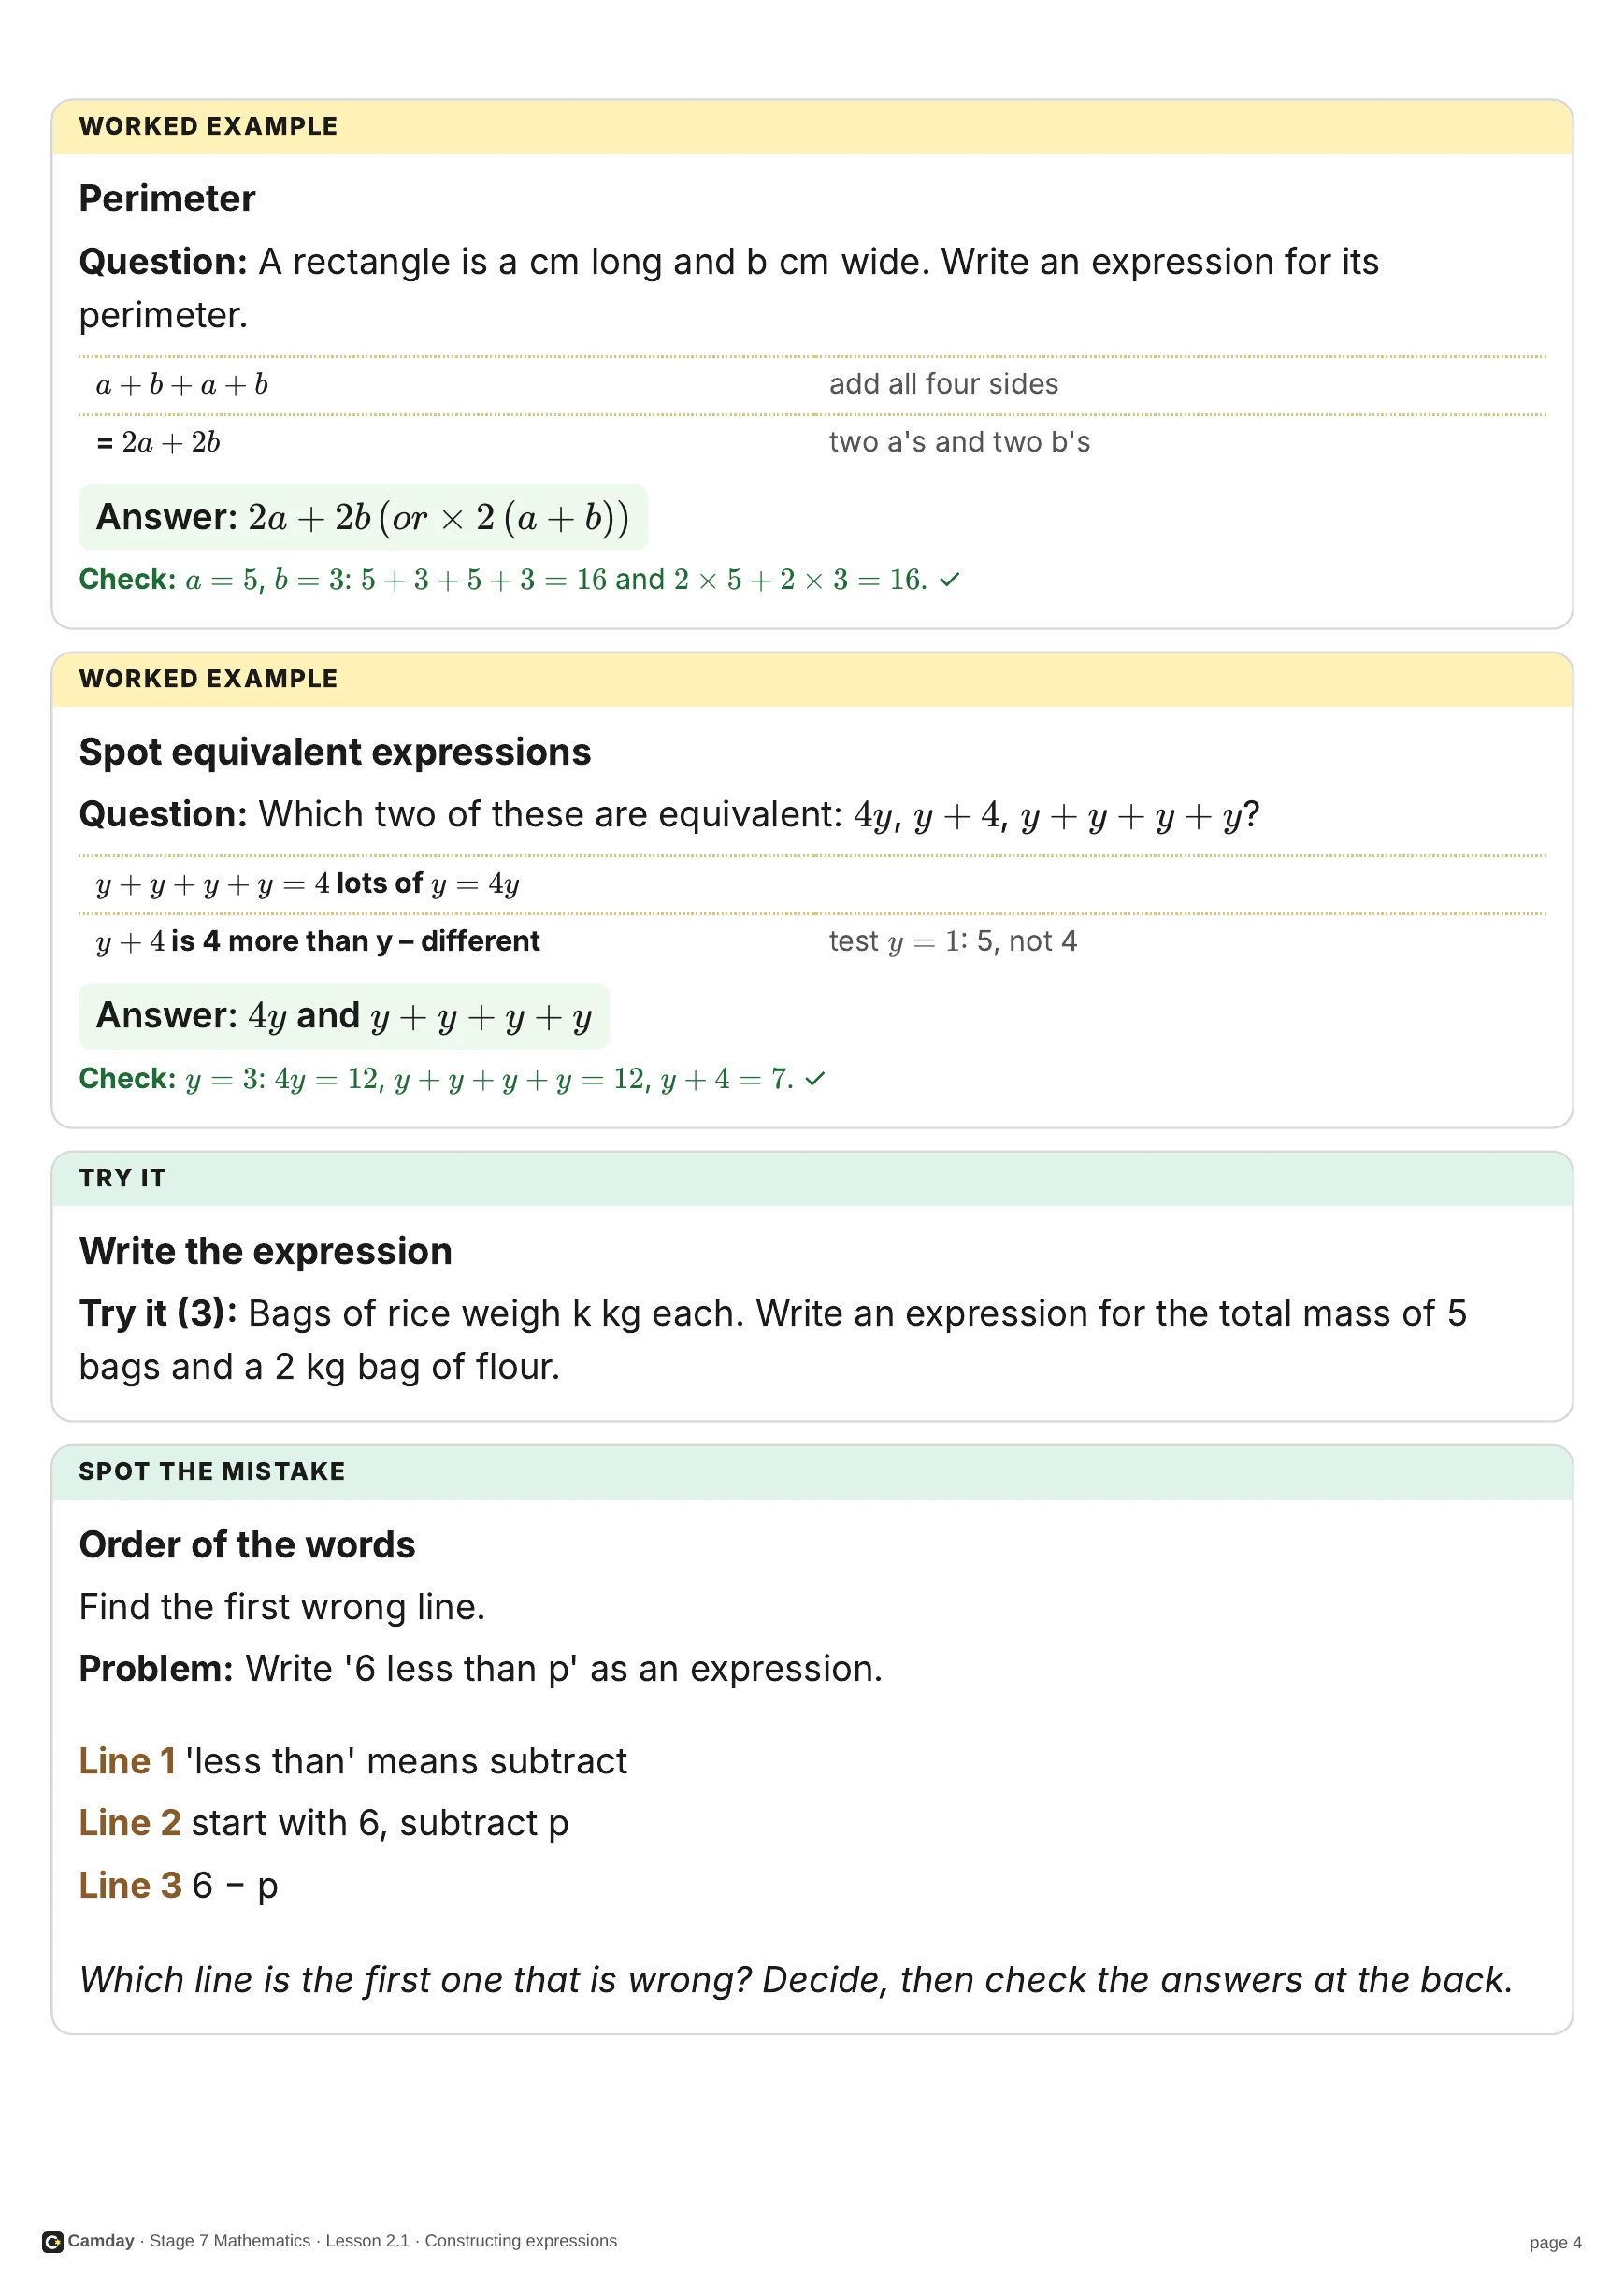 WORKED EXAMPLE
Perimeter
Question: A rectangle is a cm long and b cm wide. Write an expression for its
perimeter.
a + b + a + b add all four sides
= 2a + 2b two a's and two b's
Answer: 2a + 2b (or × 2 (a + b))
Check: a = 5, b = 3: 5 + 3 + 5 + 3 = 16 and 2 × 5 + 2 × 3 = 16. ✓
WORKED EXAMPLE
Spot equivalent expressions
Question: Which two of these are equivalent: 4y, y + 4, y + y + y + y?
y + y + y + y = 4 lots of y = 4y
y + 4 is 4 more than y – different test y = 1: 5, not 4
Answer: 4y and y + y + y + y
Check: y = 3: 4y = 12, y + y + y + y = 12, y + 4 = 7. ✓
TRY IT
Write the expression
Try it (3): Bags of rice weigh k kg each. Write an expression for the total mass of 5
bags and a 2 kg bag of flour.
SPOT THE MISTAKE
Order of the words
Find the first wrong line.
Problem: Write '6 less than p' as an expression.
Line 1 'less than' means subtract
Line 2 start with 6, subtract p
Line 3 6 − p
Which line is the first one that is wrong? Decide, then check the answers at the back.
Camday · Stage 7 Mathematics · Lesson 2.1 · Constructing expressions page 4